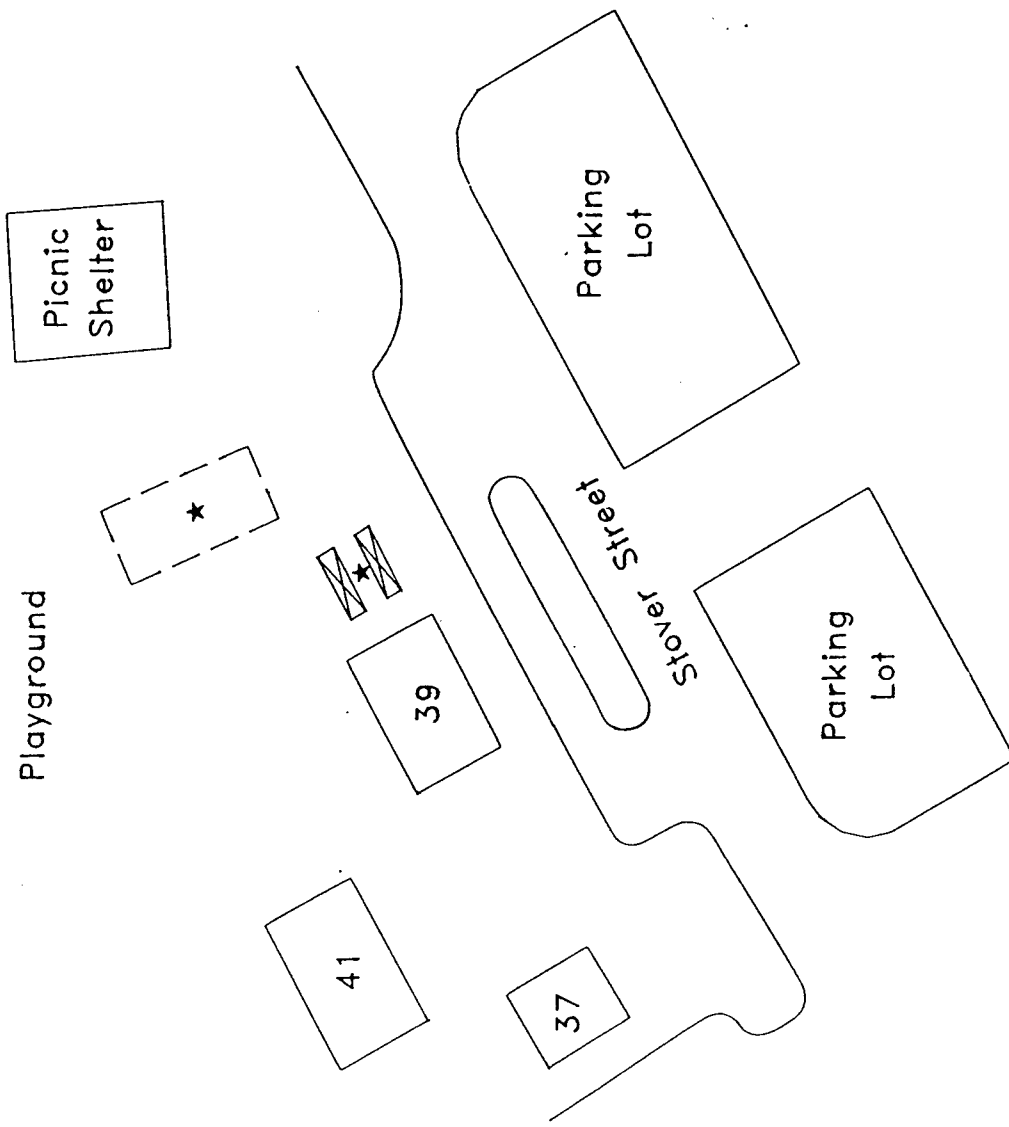 Playground
Picnic
Shelter
41
39
37
Stover Street
Parking
Lot
Parking
Lot